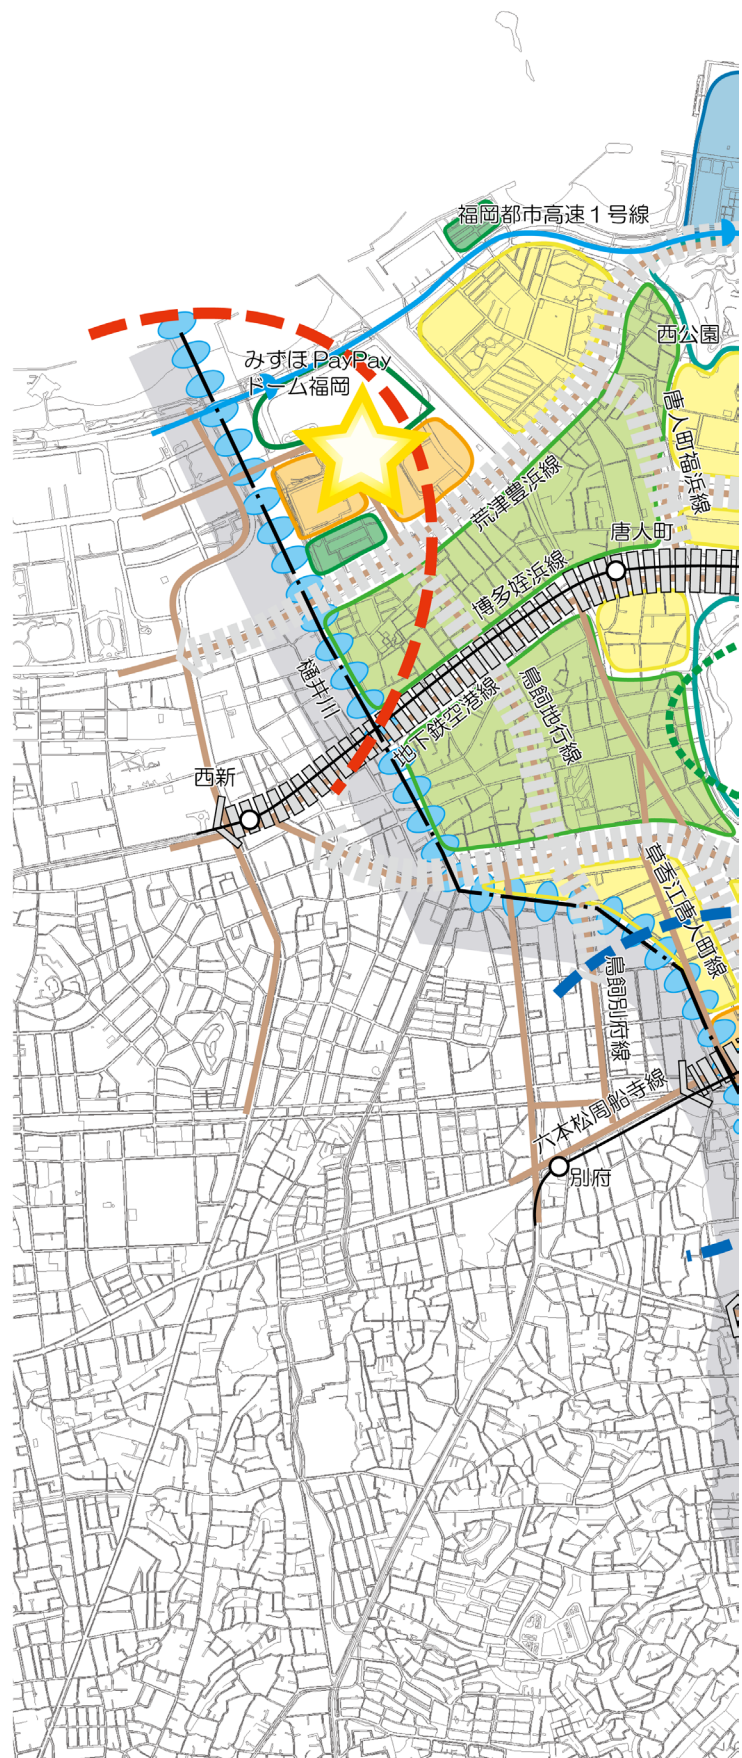 福岡都市高速1号線
西公園
みずほPayPay
ドーム福岡
唐人町福浜線
荒津豊浜線
唐人町
博多姪浜線
樋井川
鳥飼地行線
地下鉄空港線
西新
草香江唐人町線
鳥飼別府線
六本松周船寺線
別府